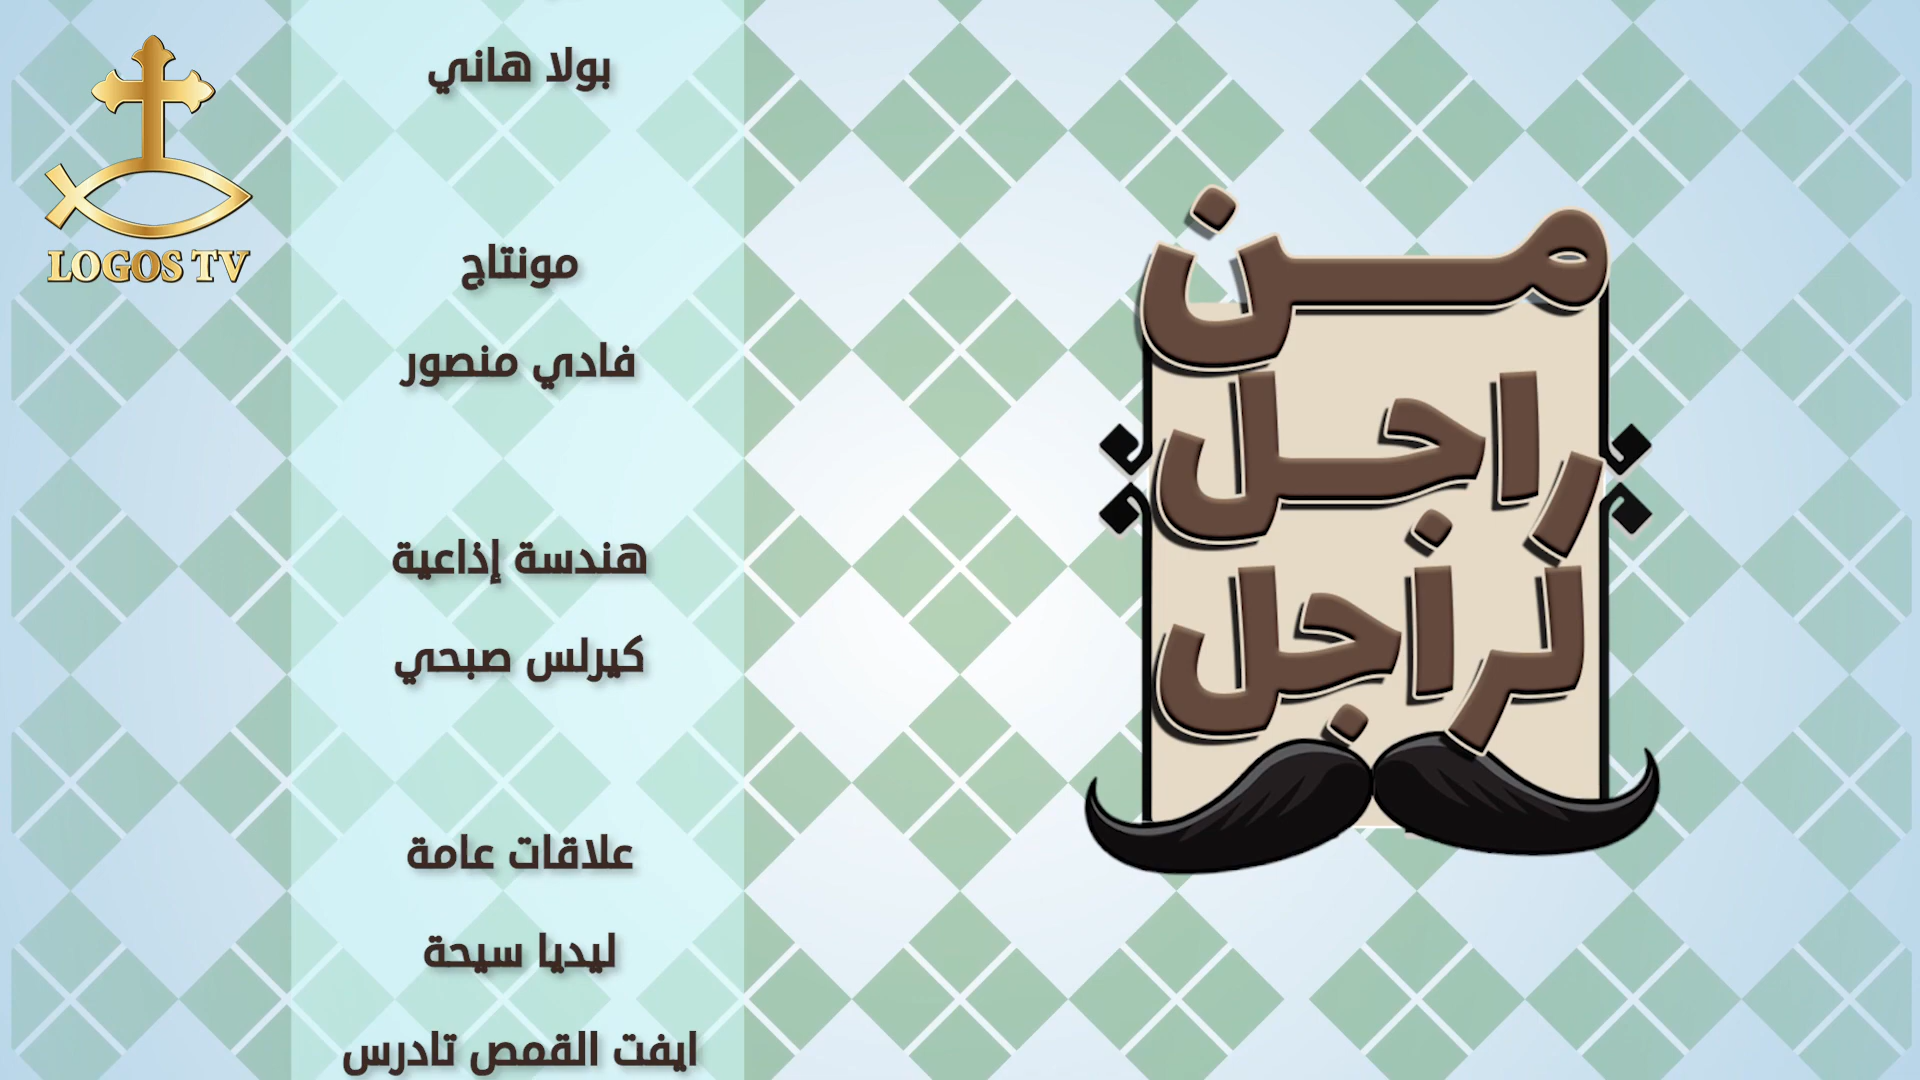 LOGOS TV
بولا هاني
مونتاج
فادي منصور
هندسة إذاعية
كيرلس صبحي
علاقات عامة
ليديا سيحة
ايفت القمص تادرس
من
راجل
لراجل